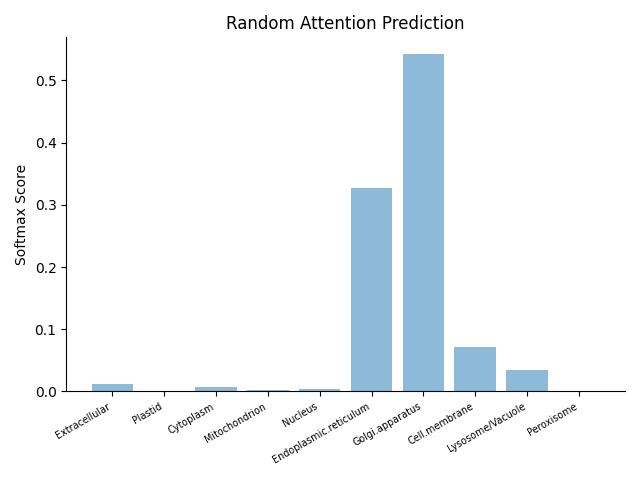 Random Attention Prediction
Softmax Score
0.5
0.4
0.3
0.2
0.1
0.0
Extracellular
Plastid
Cytoplasm
Mitochondrion
Nucleus
Endoplasmic.reticulum
Golgi.apparatus
Cell.membrane
Lysosome/Vacuole
Peroxisome